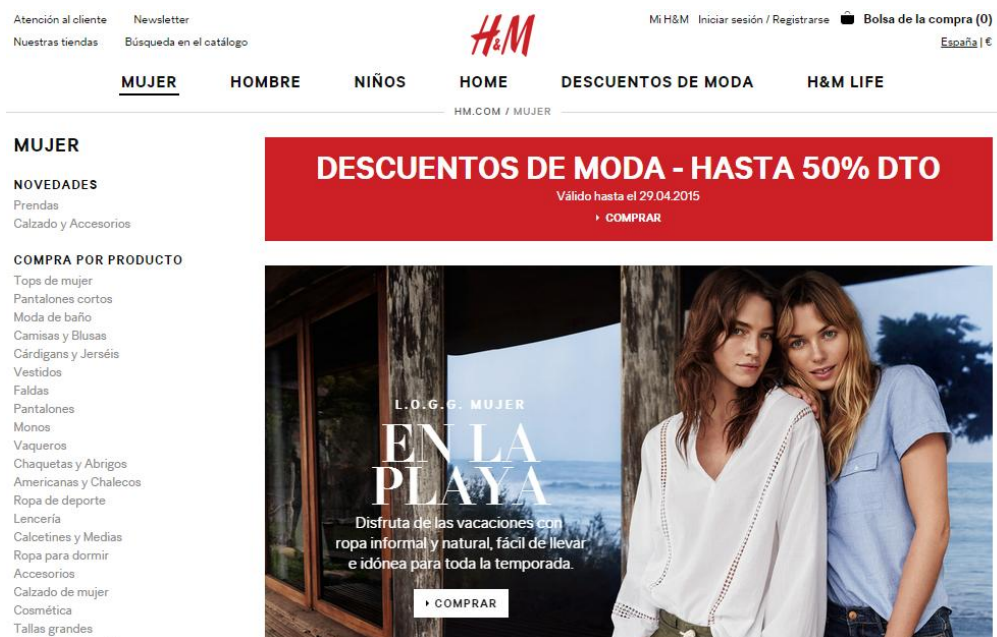 Atención al cliente Newsletter
Nuestras tiendas Búsqueda en el catálogo
H&M
Mi H&M Iniciar sesión / Registrarse Bolsa de la compra (0)
España | €
MUJER HOMBRE NIÑOS HOME DESCUENTOS DE MODA H&M LIFE
HM.COM / MUJER
MUJER
NOVEDADES
Prendas
Calzado y Accesorios
COMPRA POR PRODUCTO
Tops de mujer
Pantalones cortos
Moda de baño
Camisas y Blusas
Cárdigans y Jerséis
Vestidos
Faldas
Pantalones
Monos
Vaqueros
Chaquetas y Abrigos
Americanas y Chalecos
Ropa de deporte
Lencería
Calcetines y Medias
Ropa para dormir
Accesorios
Calzado de mujer
Cosmética
Tallas grandes
DESCUENTOS DE MODA - HASTA 50% DTO
Válido hasta el 29.04.2015
COMPRAR
L.O.G.G. MUJER
EN LA
PLAYA
Disfruta de las vacaciones con
ropa informal y natural, fácil de llevar
e idónea para toda la temporada.
COMPRAR